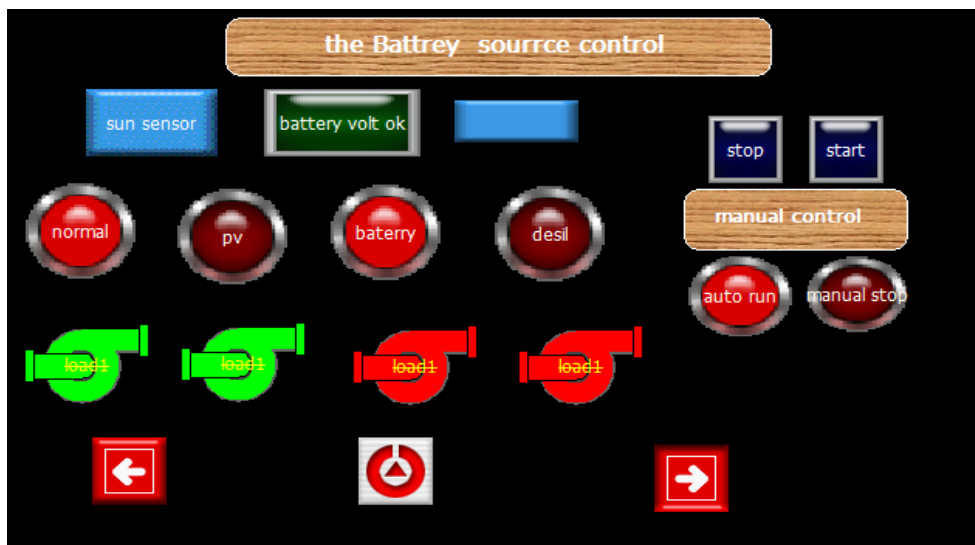 the Battrey sourrce control
sun sensor
battery volt ok
stop
start
normal
pv
baterry
desil
manual control
auto run
manual stop
load1
load1
load1
load1